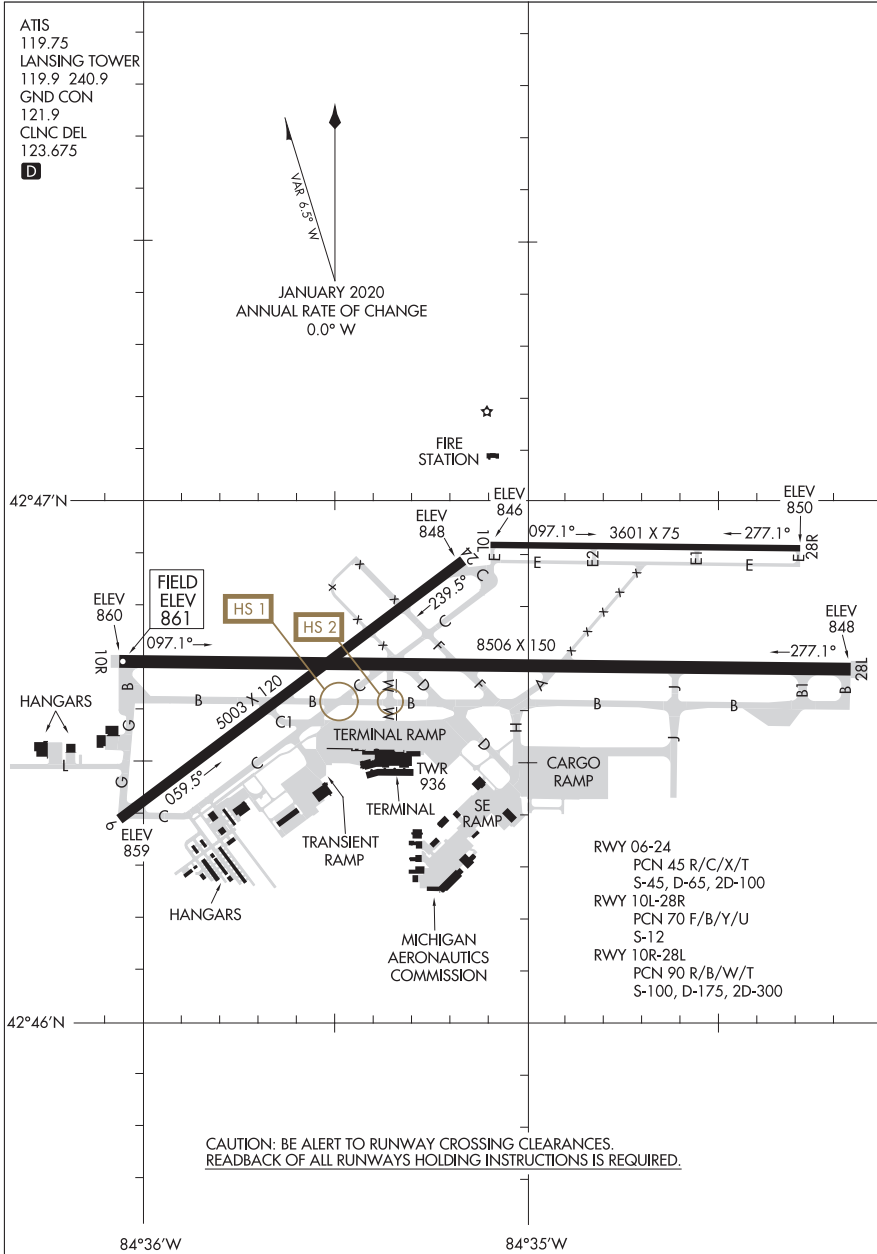 ATIS
119.75
LANSING TOWER
119.9 240.9
GND CON
121.9
CLNC DEL
123.675
D
VAR 6.5° W
JANUARY 2020
ANNUAL RATE OF CHANGE
0.0° W
FIRE
STATION
42°47'N
ELEV
846
ELEV
850
ELEV
848
10L
097.1°
3601 X 75
277.1°
28R
24
C
E
E
E2
E1
E
E
239.5°
FIELD
ELEV
861
HS 1
HS 2
ELEV
860
ELEV
848
10R
097.1°
8506 X 150
277.1°
28L
C
F
x
x
x
x
x
x
x
x
x
x
HANGARS
B
B
B
C
M
M
B
D
F
A
B
J
B
B1
B
G
5003 X 120
C1
TERMINAL RAMP
H
D
J
L
G
059.5°
TWR
936
CARGO
RAMP
TERMINAL
SE
RAMP
6
C
ELEV
859
TRANSIENT
RAMP
HANGARS
MICHIGAN
AERONAUTICS
COMMISSION
RWY 06-24
PCN 45 R/C/X/T
S-45, D-65, 2D-100
RWY 10L-28R
PCN 70 F/B/Y/U
S-12
RWY 10R-28L
PCN 90 R/B/W/T
S-100, D-175, 2D-300
42°46'N
CAUTION: BE ALERT TO RUNWAY CROSSING CLEARANCES.
READBACK OF ALL RUNWAYS HOLDING INSTRUCTIONS IS REQUIRED.
84°36'W
84°35'W